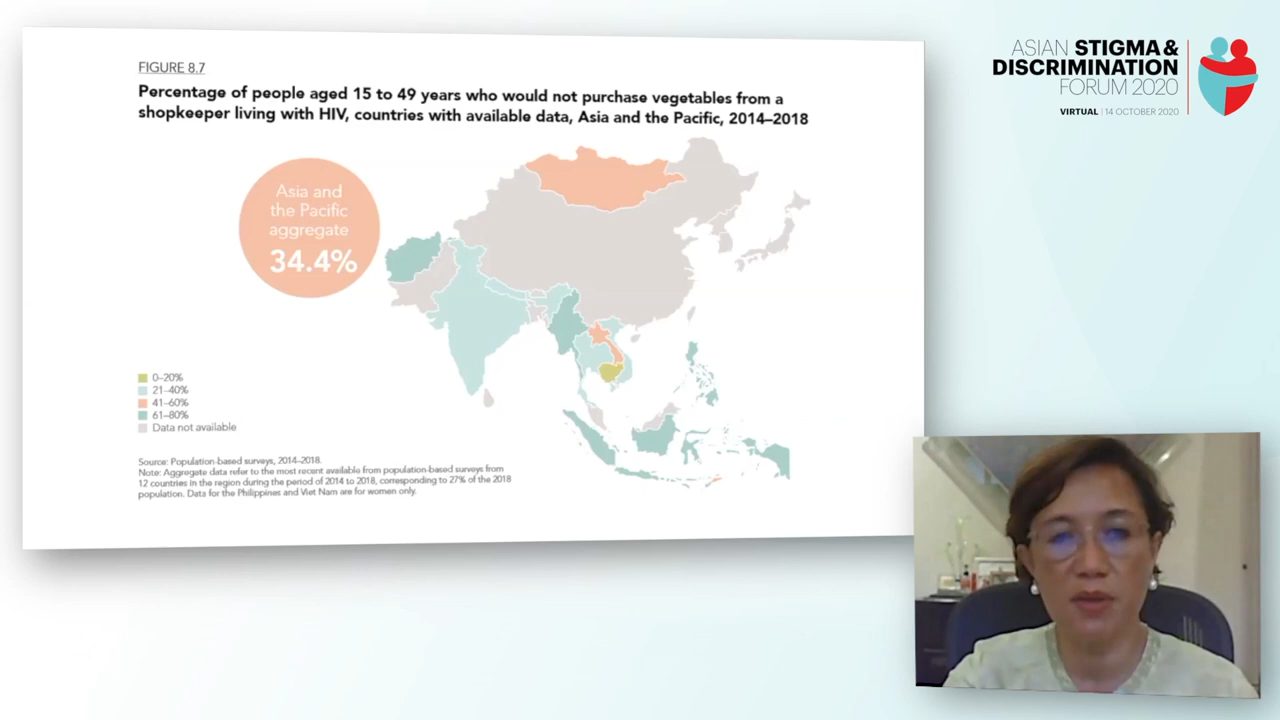 FIGURE 8.7
Percentage of people aged 15 to 49 years who would not purchase vegetables from a
shopkeeper living with HIV, countries with available data, Asia and the Pacific, 2014–2018
Asia and
the Pacific
aggregate
34.4%
0–20%
21–40%
41–60%
61–80%
Data not available
Source: Population-based surveys, 2014–2018.
Note: Aggregate data refer to the most recent available from population-based surveys from
12 countries in the region during the period of 2014 to 2018, corresponding to 27% of the 2018
population. Data for the Philippines and Viet Nam are for women only.
ASIAN STIGMA &
DISCRIMINATION
FORUM 2020
VIRTUAL | 14 OCTOBER 2020